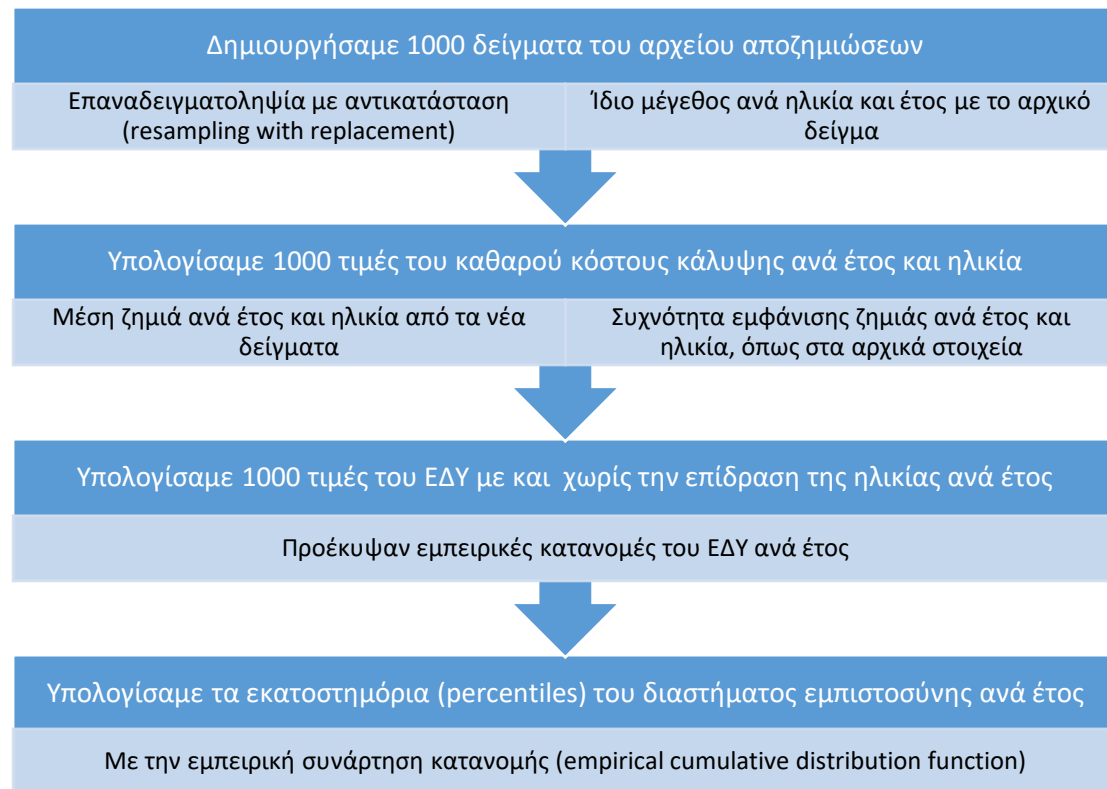 Δημιουργήσαμε 1000 δείγματα του αρχείου αποζημιώσεων
Επαναδειγματοληψία με αντικατάσταση
(resampling with replacement)
Ίδιο μέγεθος ανά ηλικία και έτος με το αρχικό
δείγμα
Υπολογίσαμε 1000 τιμές του καθαρού κόστους κάλυψης ανά έτος και ηλικία
Μέση ζημιά ανά έτος και ηλικία από τα νέα
δείγματα
Συχνότητα εμφάνισης ζημιάς ανά έτος και
ηλικία, όπως στα αρχικά στοιχεία
Υπολογίσαμε 1000 τιμές του ΕΔΥ με και χωρίς την επίδραση της ηλικίας ανά έτος
Προέκυψαν εμπειρικές κατανομές του ΕΔΥ ανά έτος
Υπολογίσαμε τα εκατοστημόρια (percentiles) του διαστήματος εμπιστοσύνης ανά έτος
Με την εμπειρική συνάρτηση κατανομής (empirical cumulative distribution function)